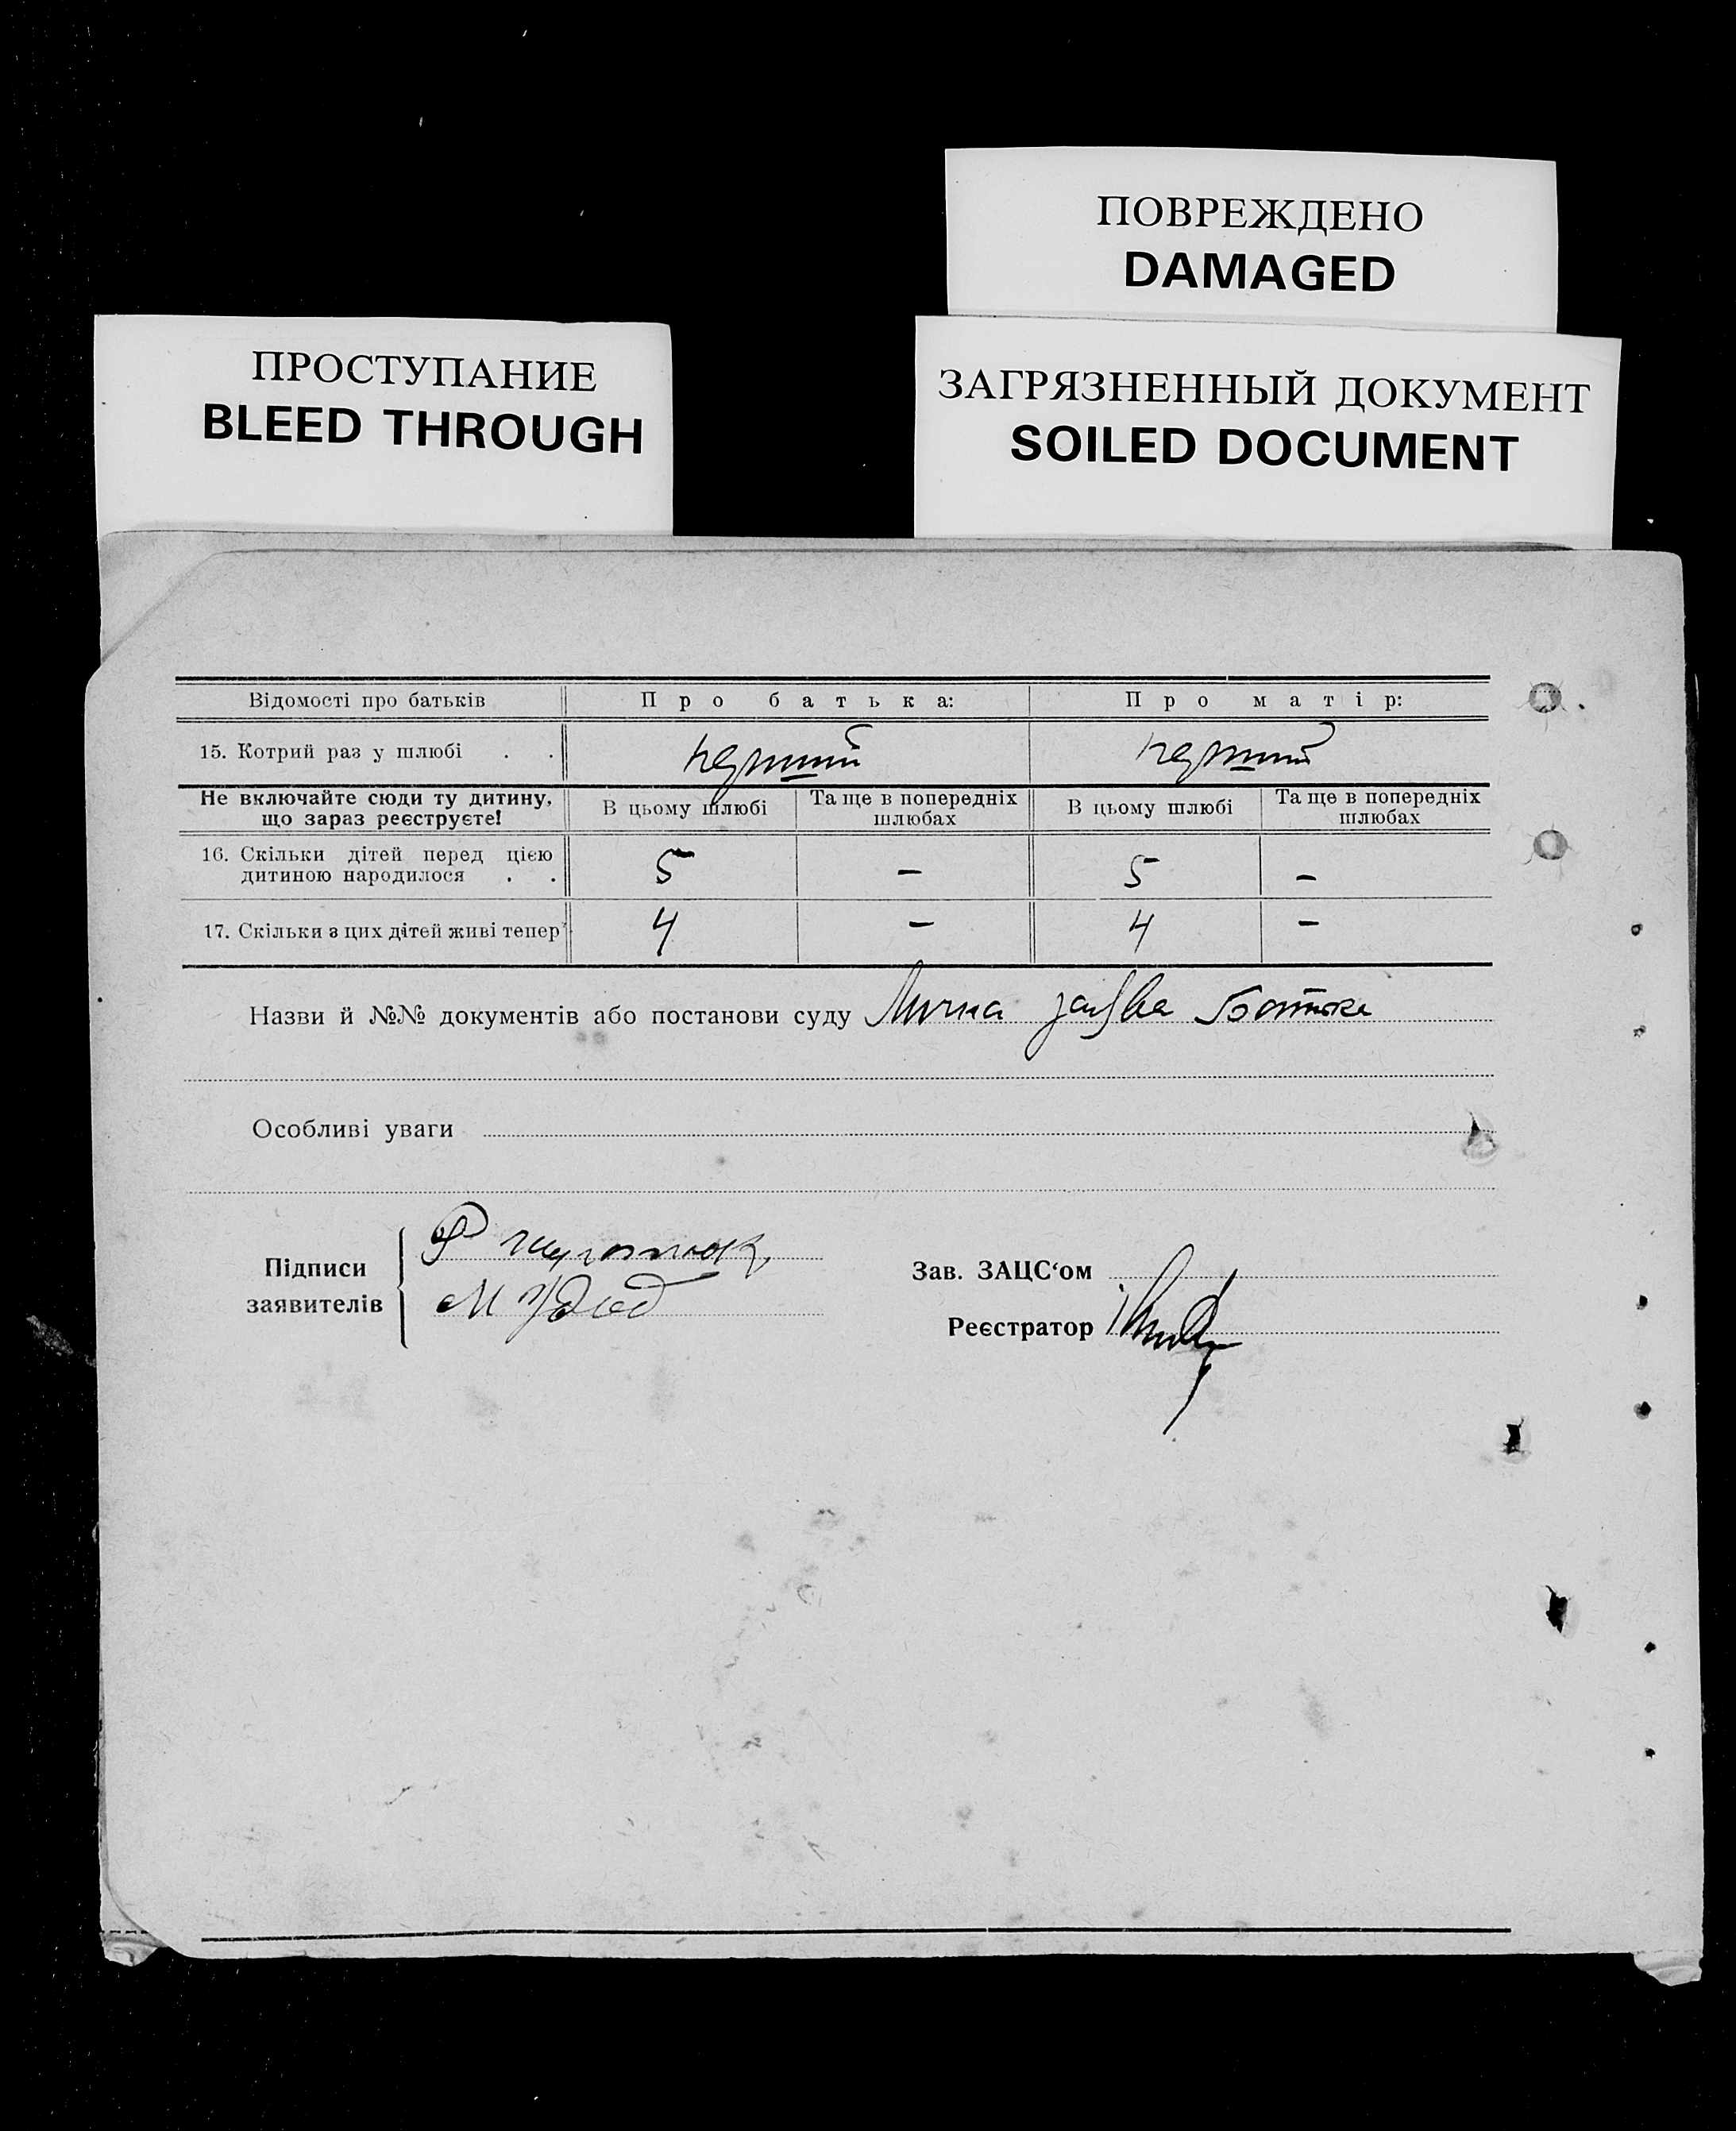 ПОВРЕЖДЕНО
DAMAGED
ПРОСТУПАНИЕ
BLEED THROUGH
ЗАГРЯЗНЕННЫЙ ДОКУМЕНТ
SOILED DOCUMENT
Відомості про батьків Про батька: Про матір:
15. Котрий раз у шлюбі . . перший перший
Не включайте сюди ту дитину, що зараз реєструєте! В цьому шлюбі Та ще в попередніх шлюбах В цьому шлюбі Та ще в попередніх шлюбах
16. Скільки дітей перед цією
дитиною народилося . . 5 – 5 –
17. Скільки з цих дітей живі тепер 4 – 4 –
Назви й №№ документів або постанови суду Лична заява Батька
Особливі уваги
Підписи
заявителів
Зав. ЗАЦС‘ом
Реєстратор